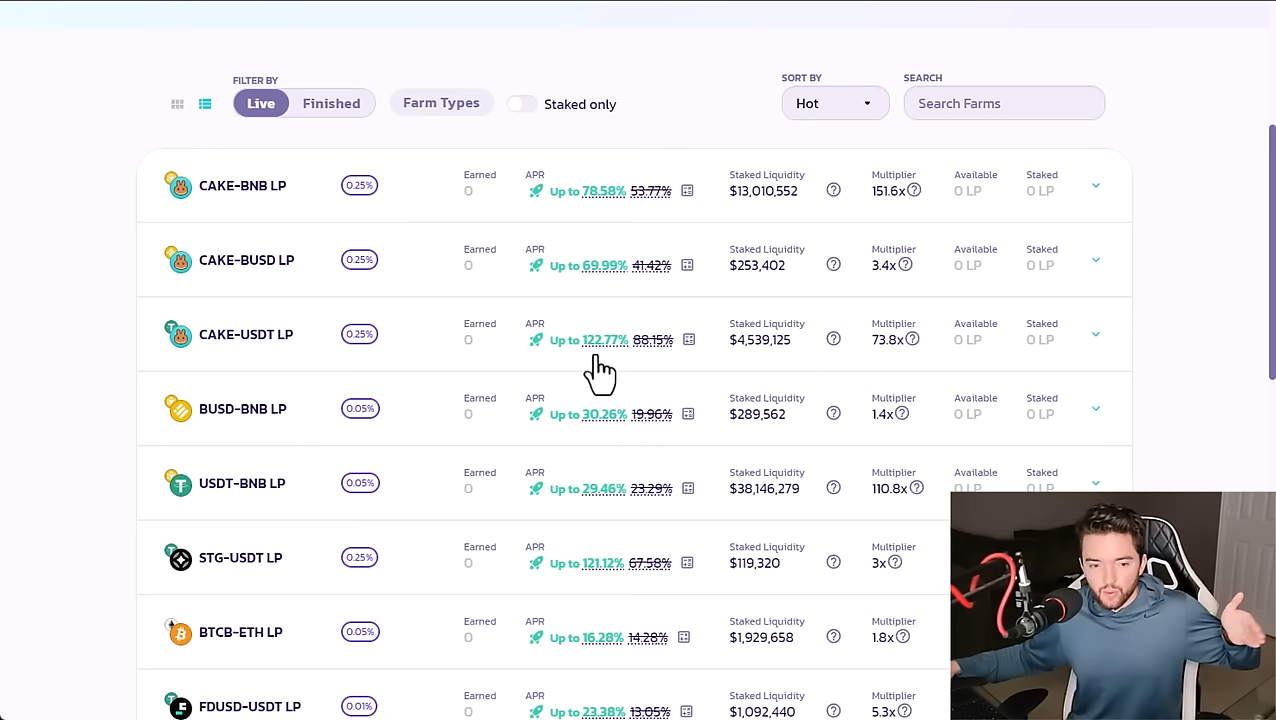 FILTER BY
Live Finished Farm Types Staked only
SORT BY
Hot
SEARCH
Search Farms
CAKE-BNB LP 0.25% Earned 0 APR Up to 78.58% 53.77% Staked Liquidity $13,010,552 Multiplier 151.6x Available 0 LP Staked 0 LP
CAKE-BUSD LP 0.25% Earned 0 APR Up to 69.99% 41.42% Staked Liquidity $253,402 Multiplier 3.4x Available 0 LP Staked 0 LP
CAKE-USDT LP 0.25% Earned 0 APR Up to 122.77% 88.15% Staked Liquidity $4,539,125 Multiplier 73.8x Available 0 LP Staked 0 LP
BUSD-BNB LP 0.05% Earned 0 APR Up to 30.26% 19.96% Staked Liquidity $289,562 Multiplier 1.4x Available 0 LP Staked 0 LP
USDT-BNB LP 0.05% Earned 0 APR Up to 29.46% 23.29% Staked Liquidity $38,146,279 Multiplier 110.8x Available 0 LP Staked 0 LP
STG-USDT LP 0.25% Earned 0 APR Up to 121.12% 67.58% Staked Liquidity $119,320 Multiplier 3x
BTCB-ETH LP 0.05% Earned 0 APR Up to 16.28% 14.28% Staked Liquidity $1,929,658 Multiplier 1.8x
FDUSD-USDT LP 0.01% Earned 0 APR Up to 23.38% 13.05% Staked Liquidity $1,092,440 Multiplier 5.3x